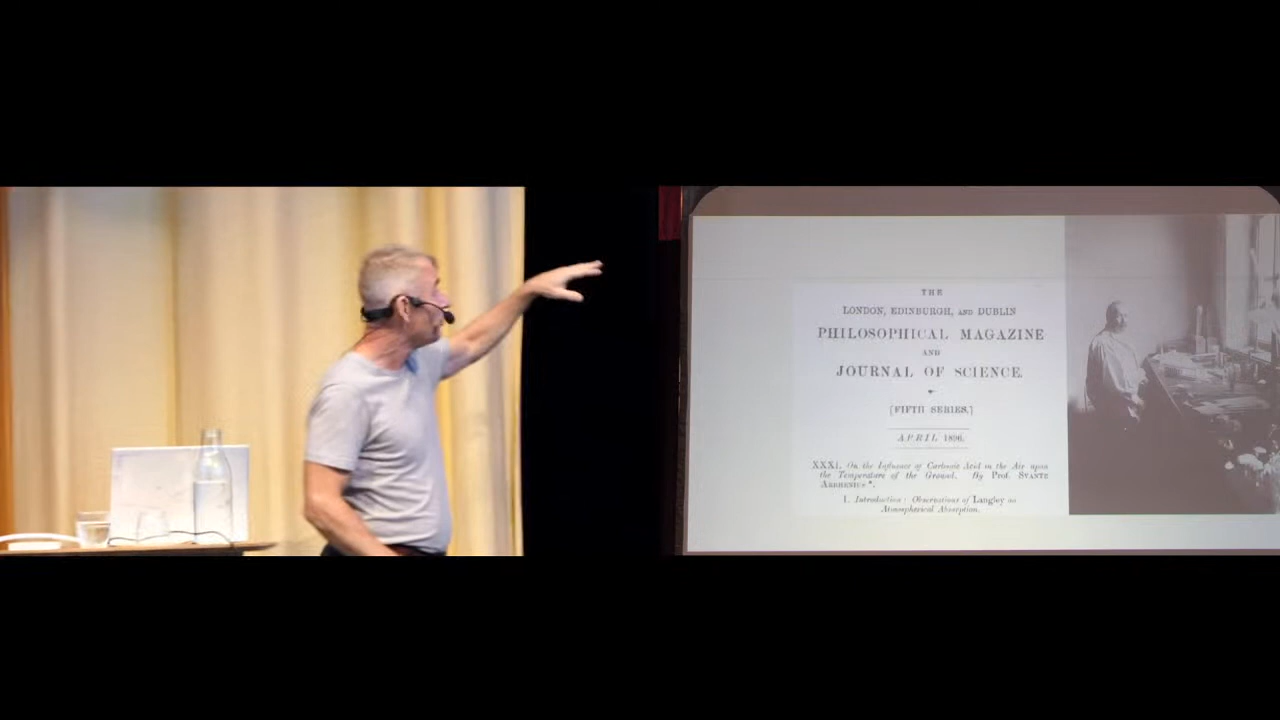 THE
LONDON, EDINBURGH, AND DUBLIN
PHILOSOPHICAL MAGAZINE
AND
JOURNAL OF SCIENCE.
[FIFTH SERIES.]
APRIL 1896.
XXXI. On the Influence of Carbonic Acid in the Air upon
the Temperature of the Ground. By Prof. SVANTE
ARRHENIUS *.
I. Introduction: Observations of Langley on
Atmospherical Absorption.